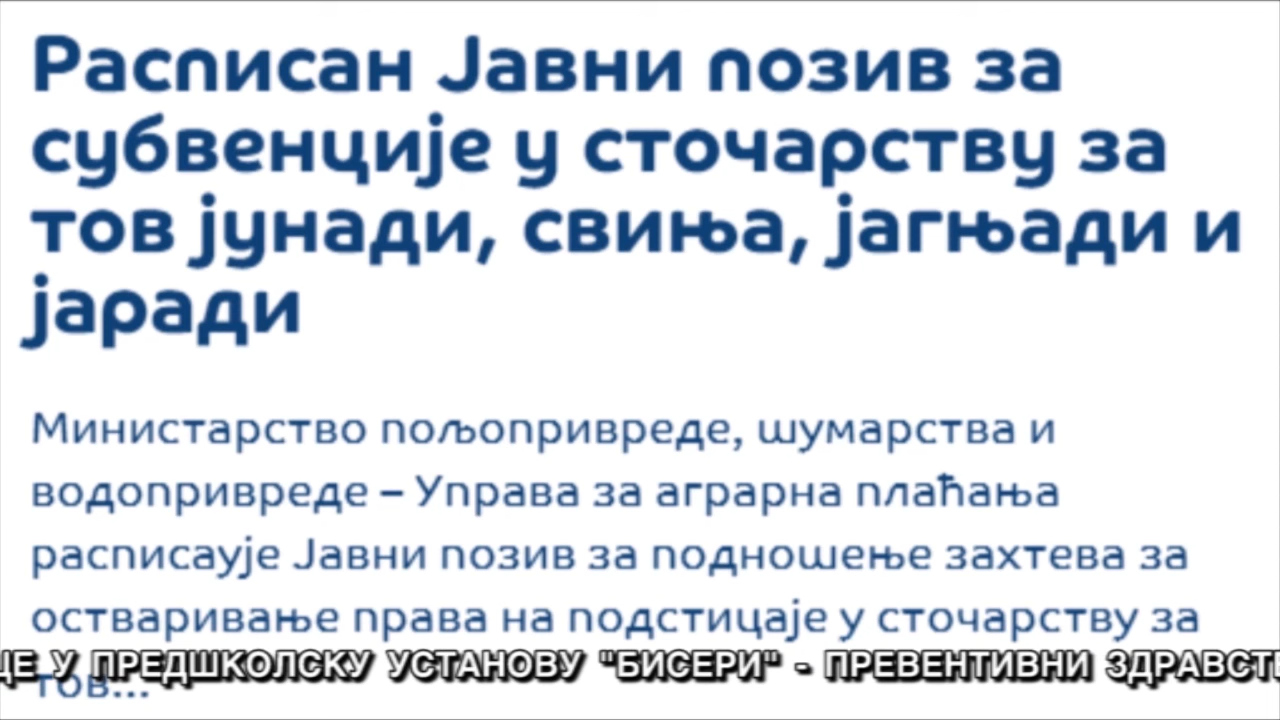 Расписан Јавни позив за
субвенције у сточарству за
тов јунади, свиња, јагњади и
јаради
Министарство пољопривреде, шумарства и
водопривреде – Управа за аграрна плаћања
расписаује Јавни позив за подношење захтева за
остваривање права на подстицаје у сточарству за
тов...
ЦЕ У ПРЕДШКОЛСКУ УСТАНОВУ "БИСЕРИ" - ПРЕВЕНТИВНИ ЗДРАВСТВ